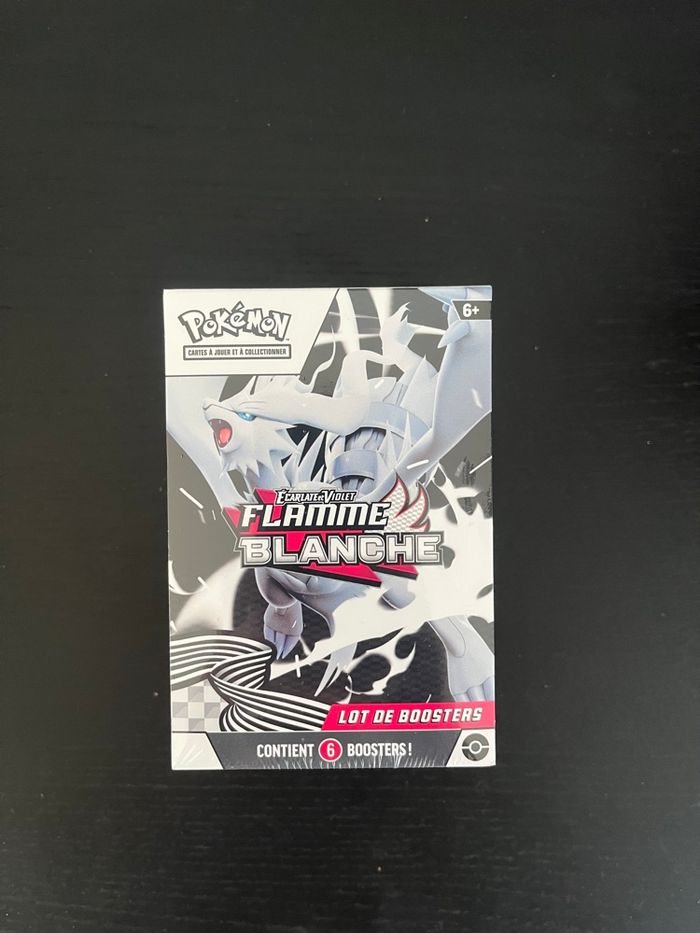 POKéMON
CARTES À JOUER ET À COLLECTIONNER
6+
ÉCARLATE ET VIOLET
FLAMME
BLANCHE
LOT DE BOOSTERS
CONTIENT 6 BOOSTERS !